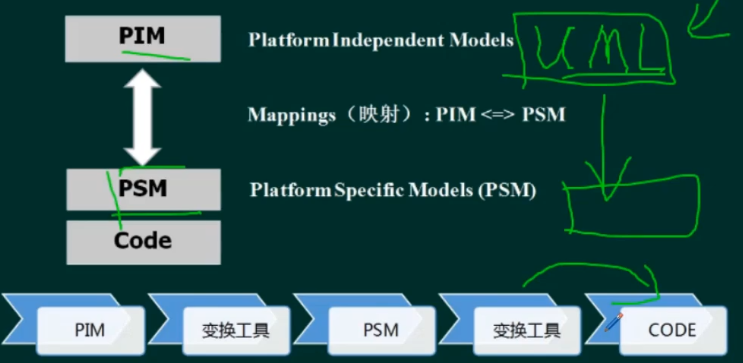 PIM
Platform Independent Models
UML
Mappings（映射）: PIM <=> PSM
PSM
Platform Specific Models (PSM)
Code
PIM
变换工具
PSM
变换工具
CODE